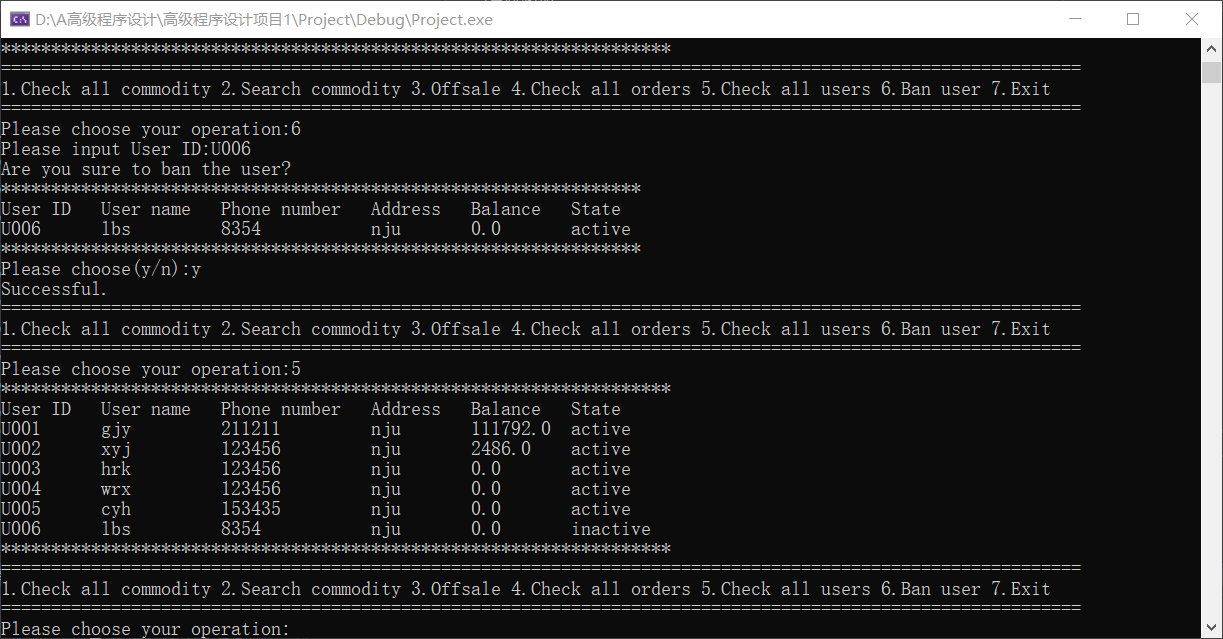 D:\A高级程序设计\高级程序设计项目1\Project\Debug\Project.exe
*******************************************************************
============================================================================================================
1.Check all commodity 2.Search commodity 3.Offsale 4.Check all orders 5.Check all users 6.Ban user 7.Exit
============================================================================================================
Please choose your operation:6
Please input User ID:U006
Are you sure to ban the user?
****************************************************************
User ID   User name   Phone number   Address   Balance   State
U006      lbs         8354           nju       0.0       active
****************************************************************
Please choose(y/n):y
Successful.
============================================================================================================
1.Check all commodity 2.Search commodity 3.Offsale 4.Check all orders 5.Check all users 6.Ban user 7.Exit
============================================================================================================
Please choose your operation:5
*******************************************************************
User ID   User name   Phone number   Address   Balance   State
U001      gjy         211211         nju       111792.0  active
U002      xyj         123456         nju       2486.0    active
U003      hrk         123456         nju       0.0       active
U004      wrx         123456         nju       0.0       active
U005      cyh         153435         nju       0.0       active
U006      lbs         8354           nju       0.0       inactive
*******************************************************************
============================================================================================================
1.Check all commodity 2.Search commodity 3.Offsale 4.Check all orders 5.Check all users 6.Ban user 7.Exit
============================================================================================================
Please choose your operation: